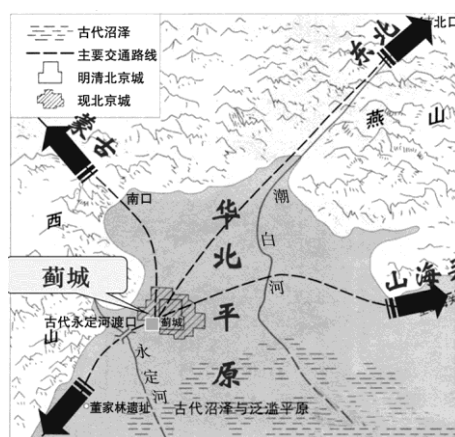 古代沼泽
主要交通路线
明清北京城
现北京城
东北
北口
燕山
蒙古
南口
西山
华北平原
潮白河
山海
蓟城
古代永定河渡口
蓟城
永定河
董家林遗址
古代沼泽与泛滥平原